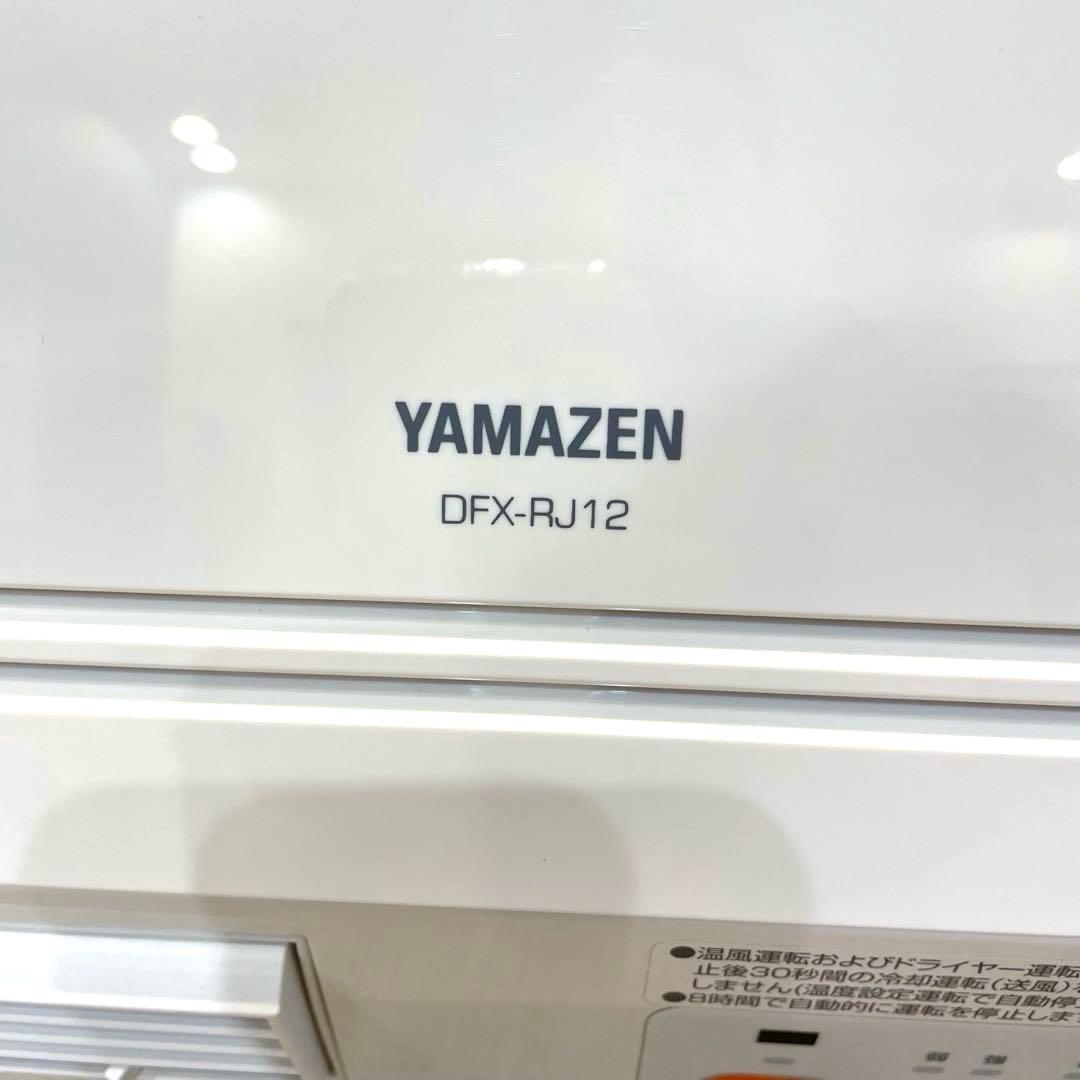 YAMAZEN
DFX-RJ12
●温風運転およびドライヤー運転
止後30秒間の冷却運転(送風)
しません(温度設定運転で自動停
●8時間で自動的に運転を停止しま
弱 強